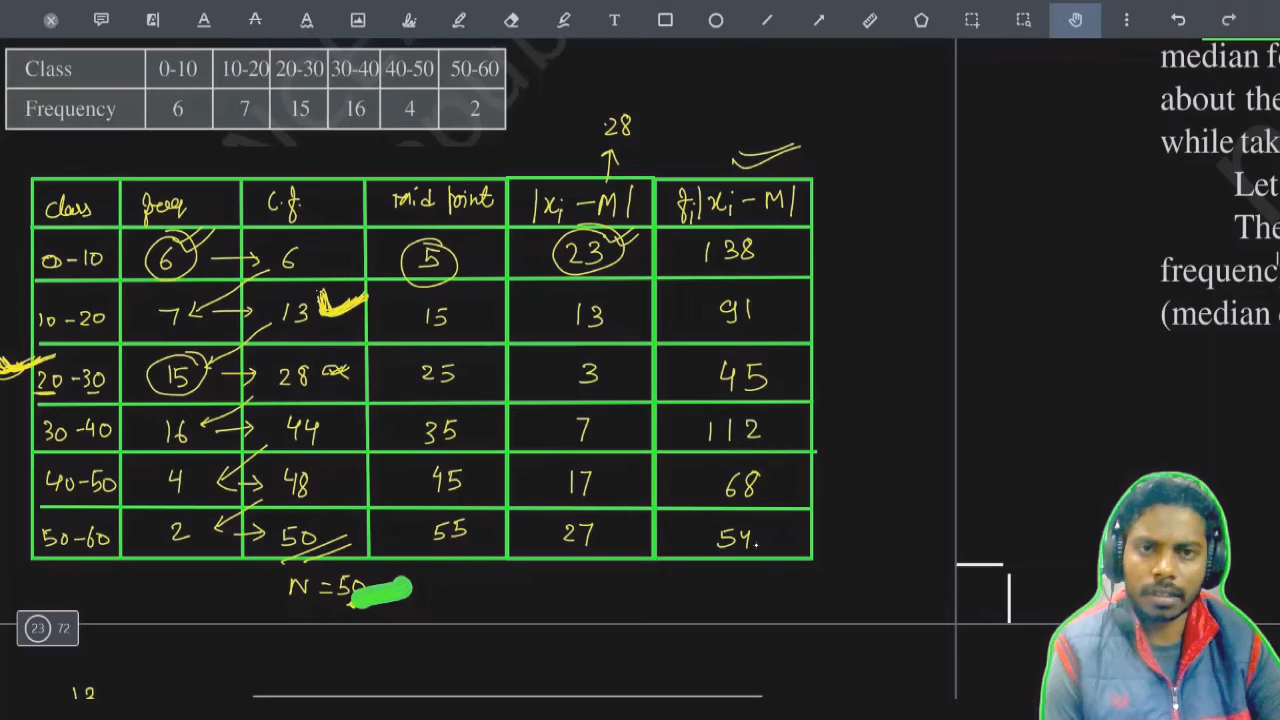 median fo
Class 0-10 10-20 20-30 30-40 40-50 50-60
about the
Frequency 6 7 15 16 4 2
while tak
28
Let
class freq C.f. mid point |xi - M| fi|xi - M|
The
0-10 6 6 5 23 138
frequenc
10-20 7 13 15 13 91
(median
20-30 15 28 25 3 45
30-40 16 44 35 7 112
40-50 4 48 45 17 68
50-60 2 50 55 27 54
N = 50
23 72
12